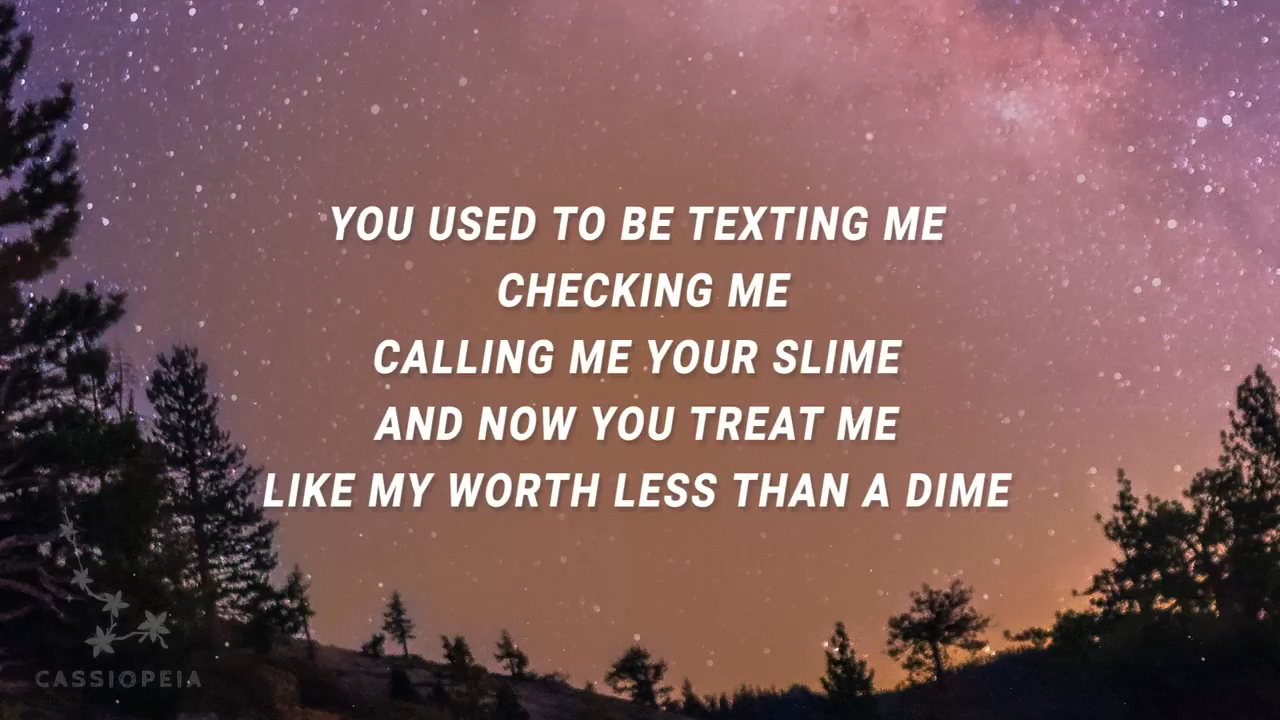 YOU USED TO BE TEXTING ME
CHECKING ME
CALLING ME YOUR SLIME
AND NOW YOU TREAT ME
LIKE MY WORTH LESS THAN A DIME
CASSIOPEIA